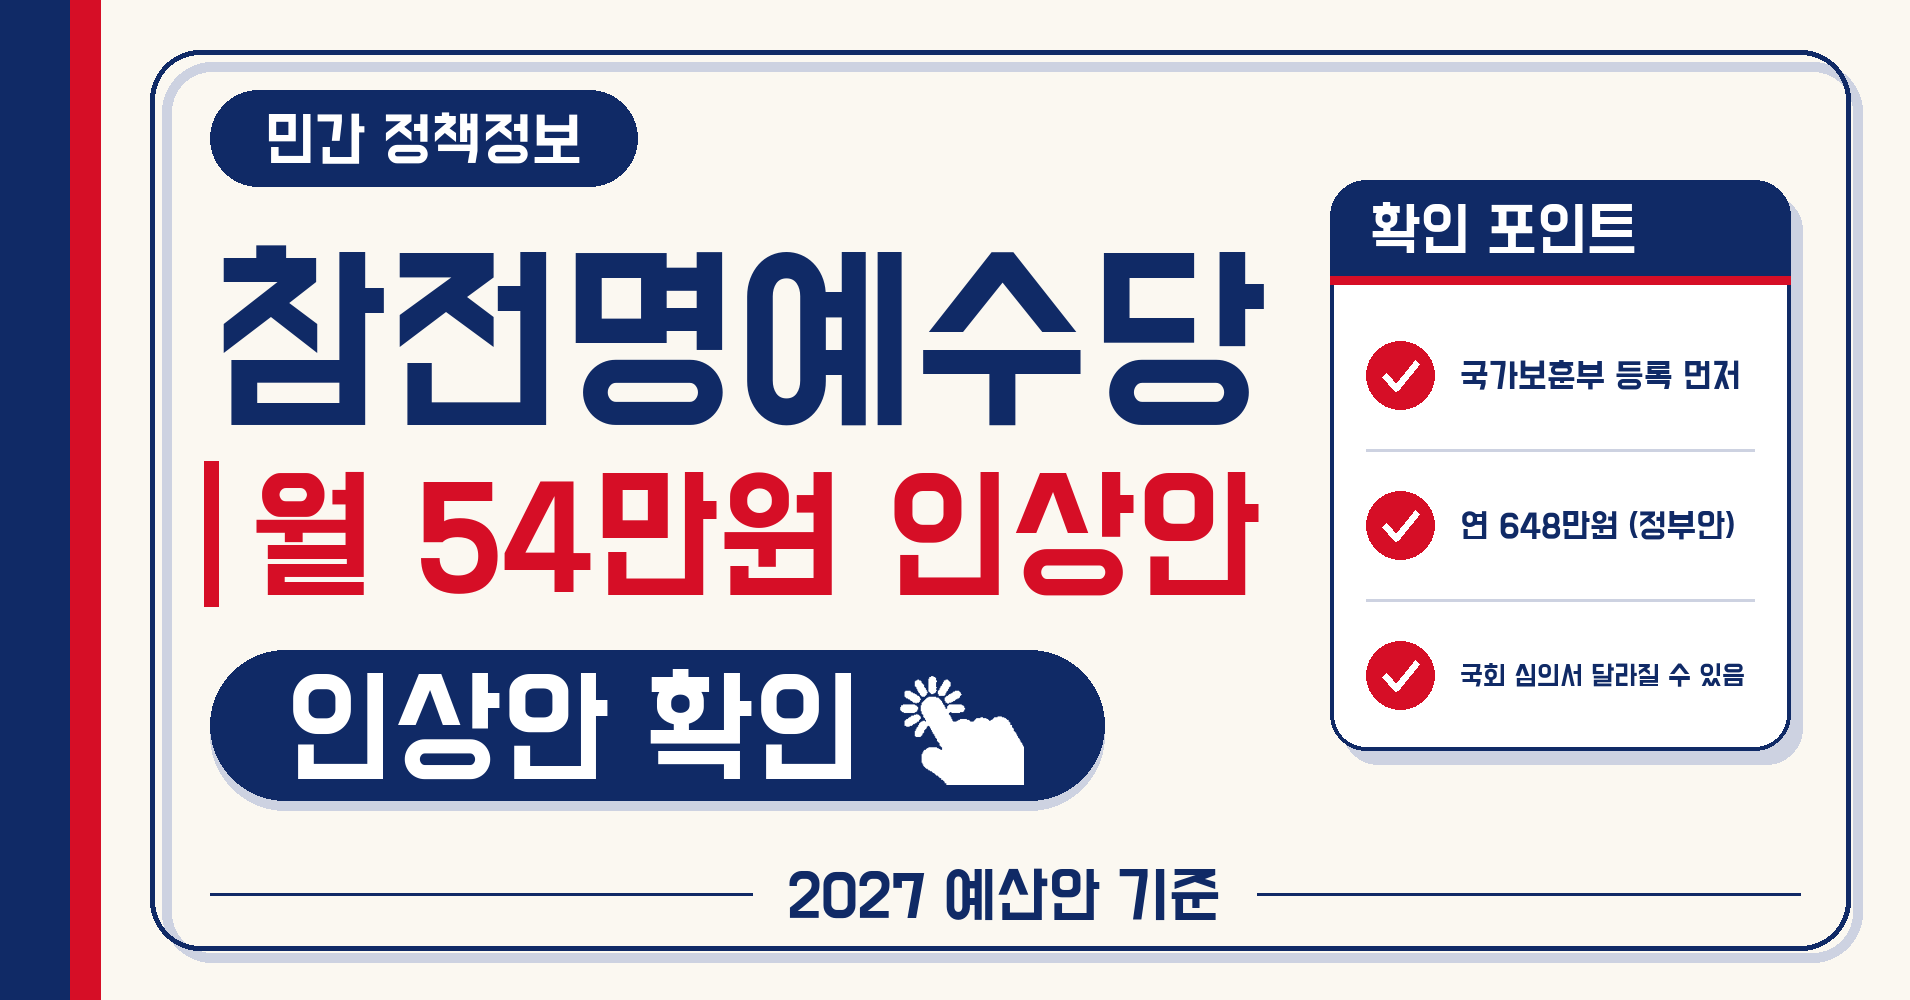 민간 정책정보
참전명예수당
월 54만원 인상안
인상안 확인
확인 포인트
국가보훈부 등록 먼저
연 648만원 (정부안)
국회 심의서 달라질 수 있음
2027 예산안 기준